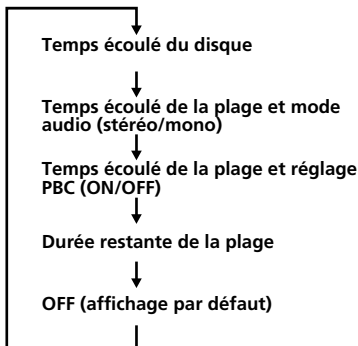 Temps écoulé du disque
Temps écoulé de la plage et mode
audio (stéréo/mono)
Temps écoulé de la plage et réglage
PBC (ON/OFF)
Durée restante de la plage
OFF (affichage par défaut)